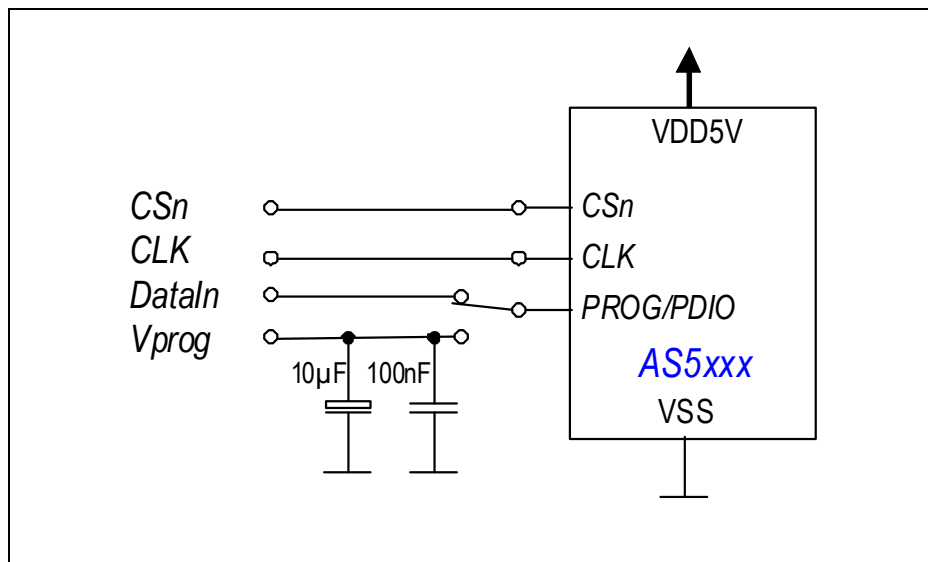 VDD5V
CSn
CSn
CLK
CLK
DataIn
PROG/PDIO
Vprog
10µF
100nF
AS5xxx
VSS